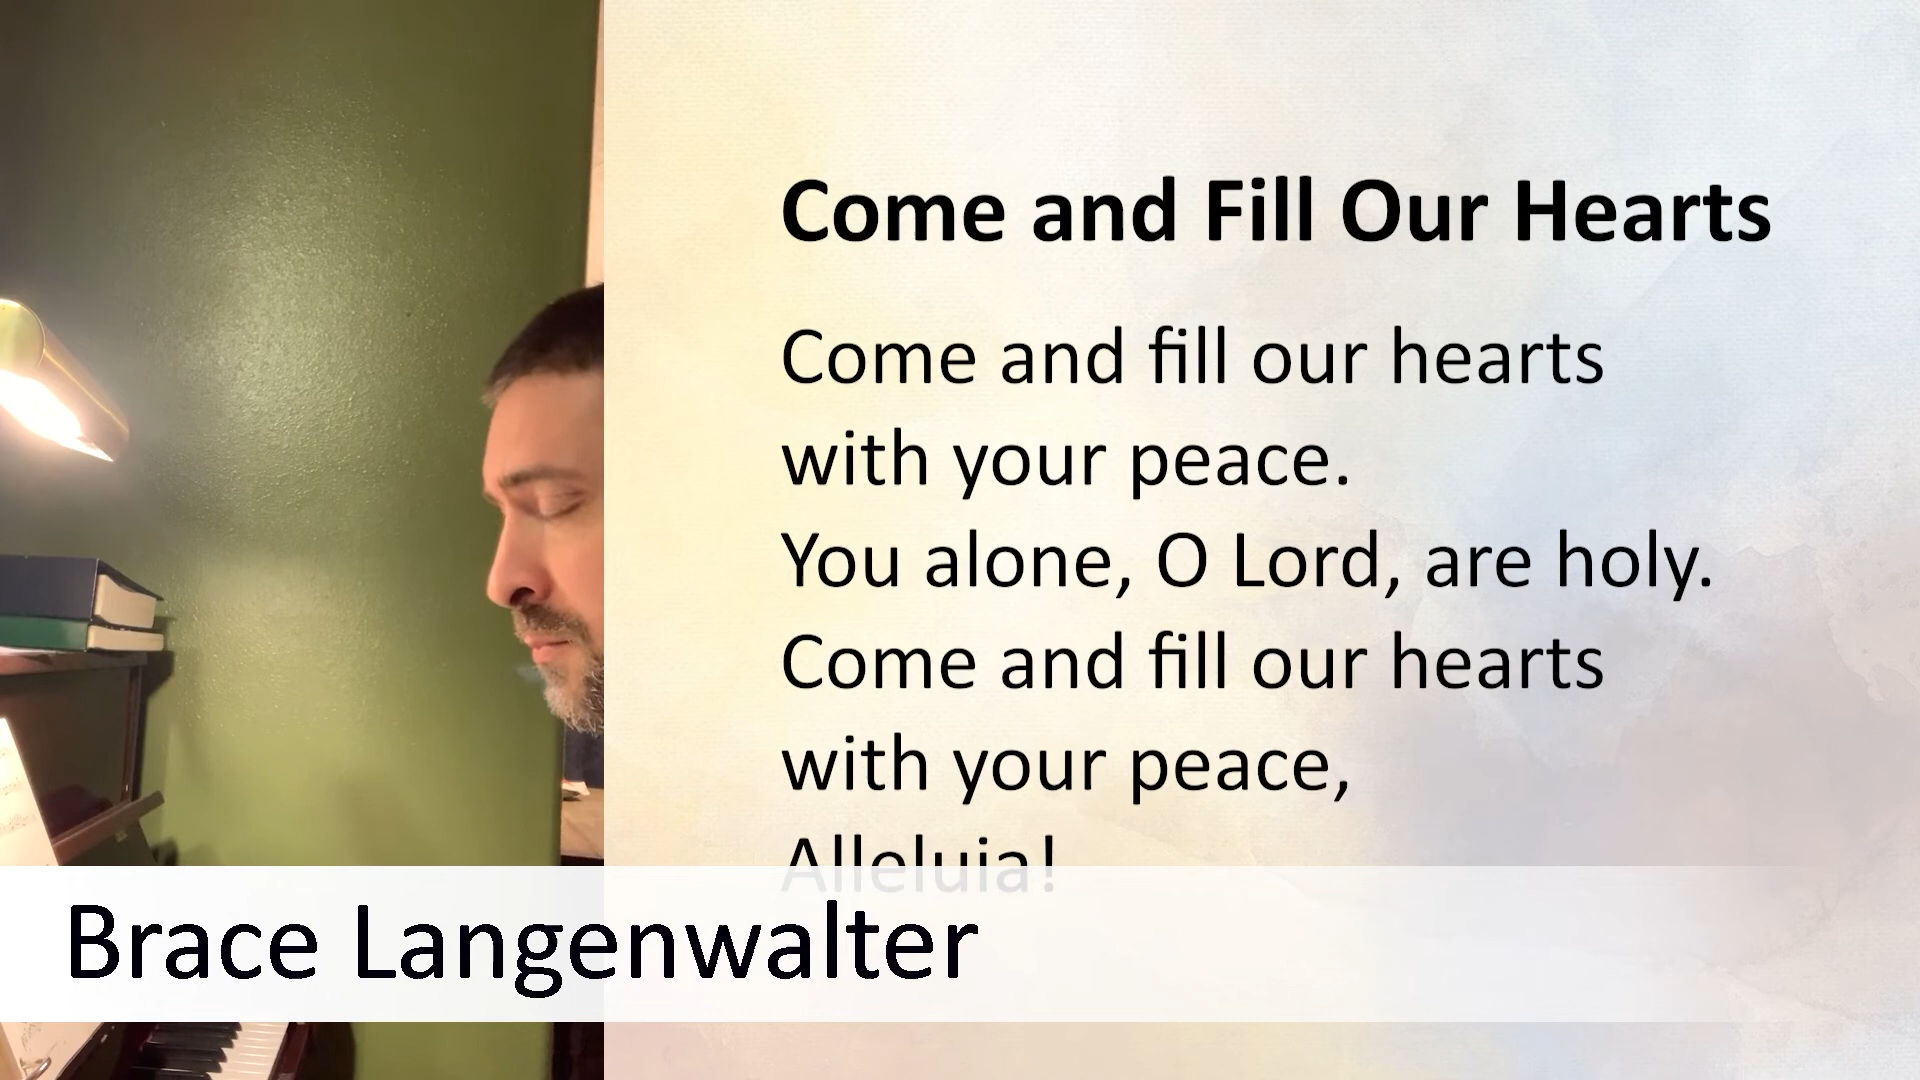 Come and Fill Our Hearts
Come and fill our hearts
with your peace.
You alone, O Lord, are holy.
Come and fill our hearts
with your peace,
Alleluia!
Brace Langenwalter